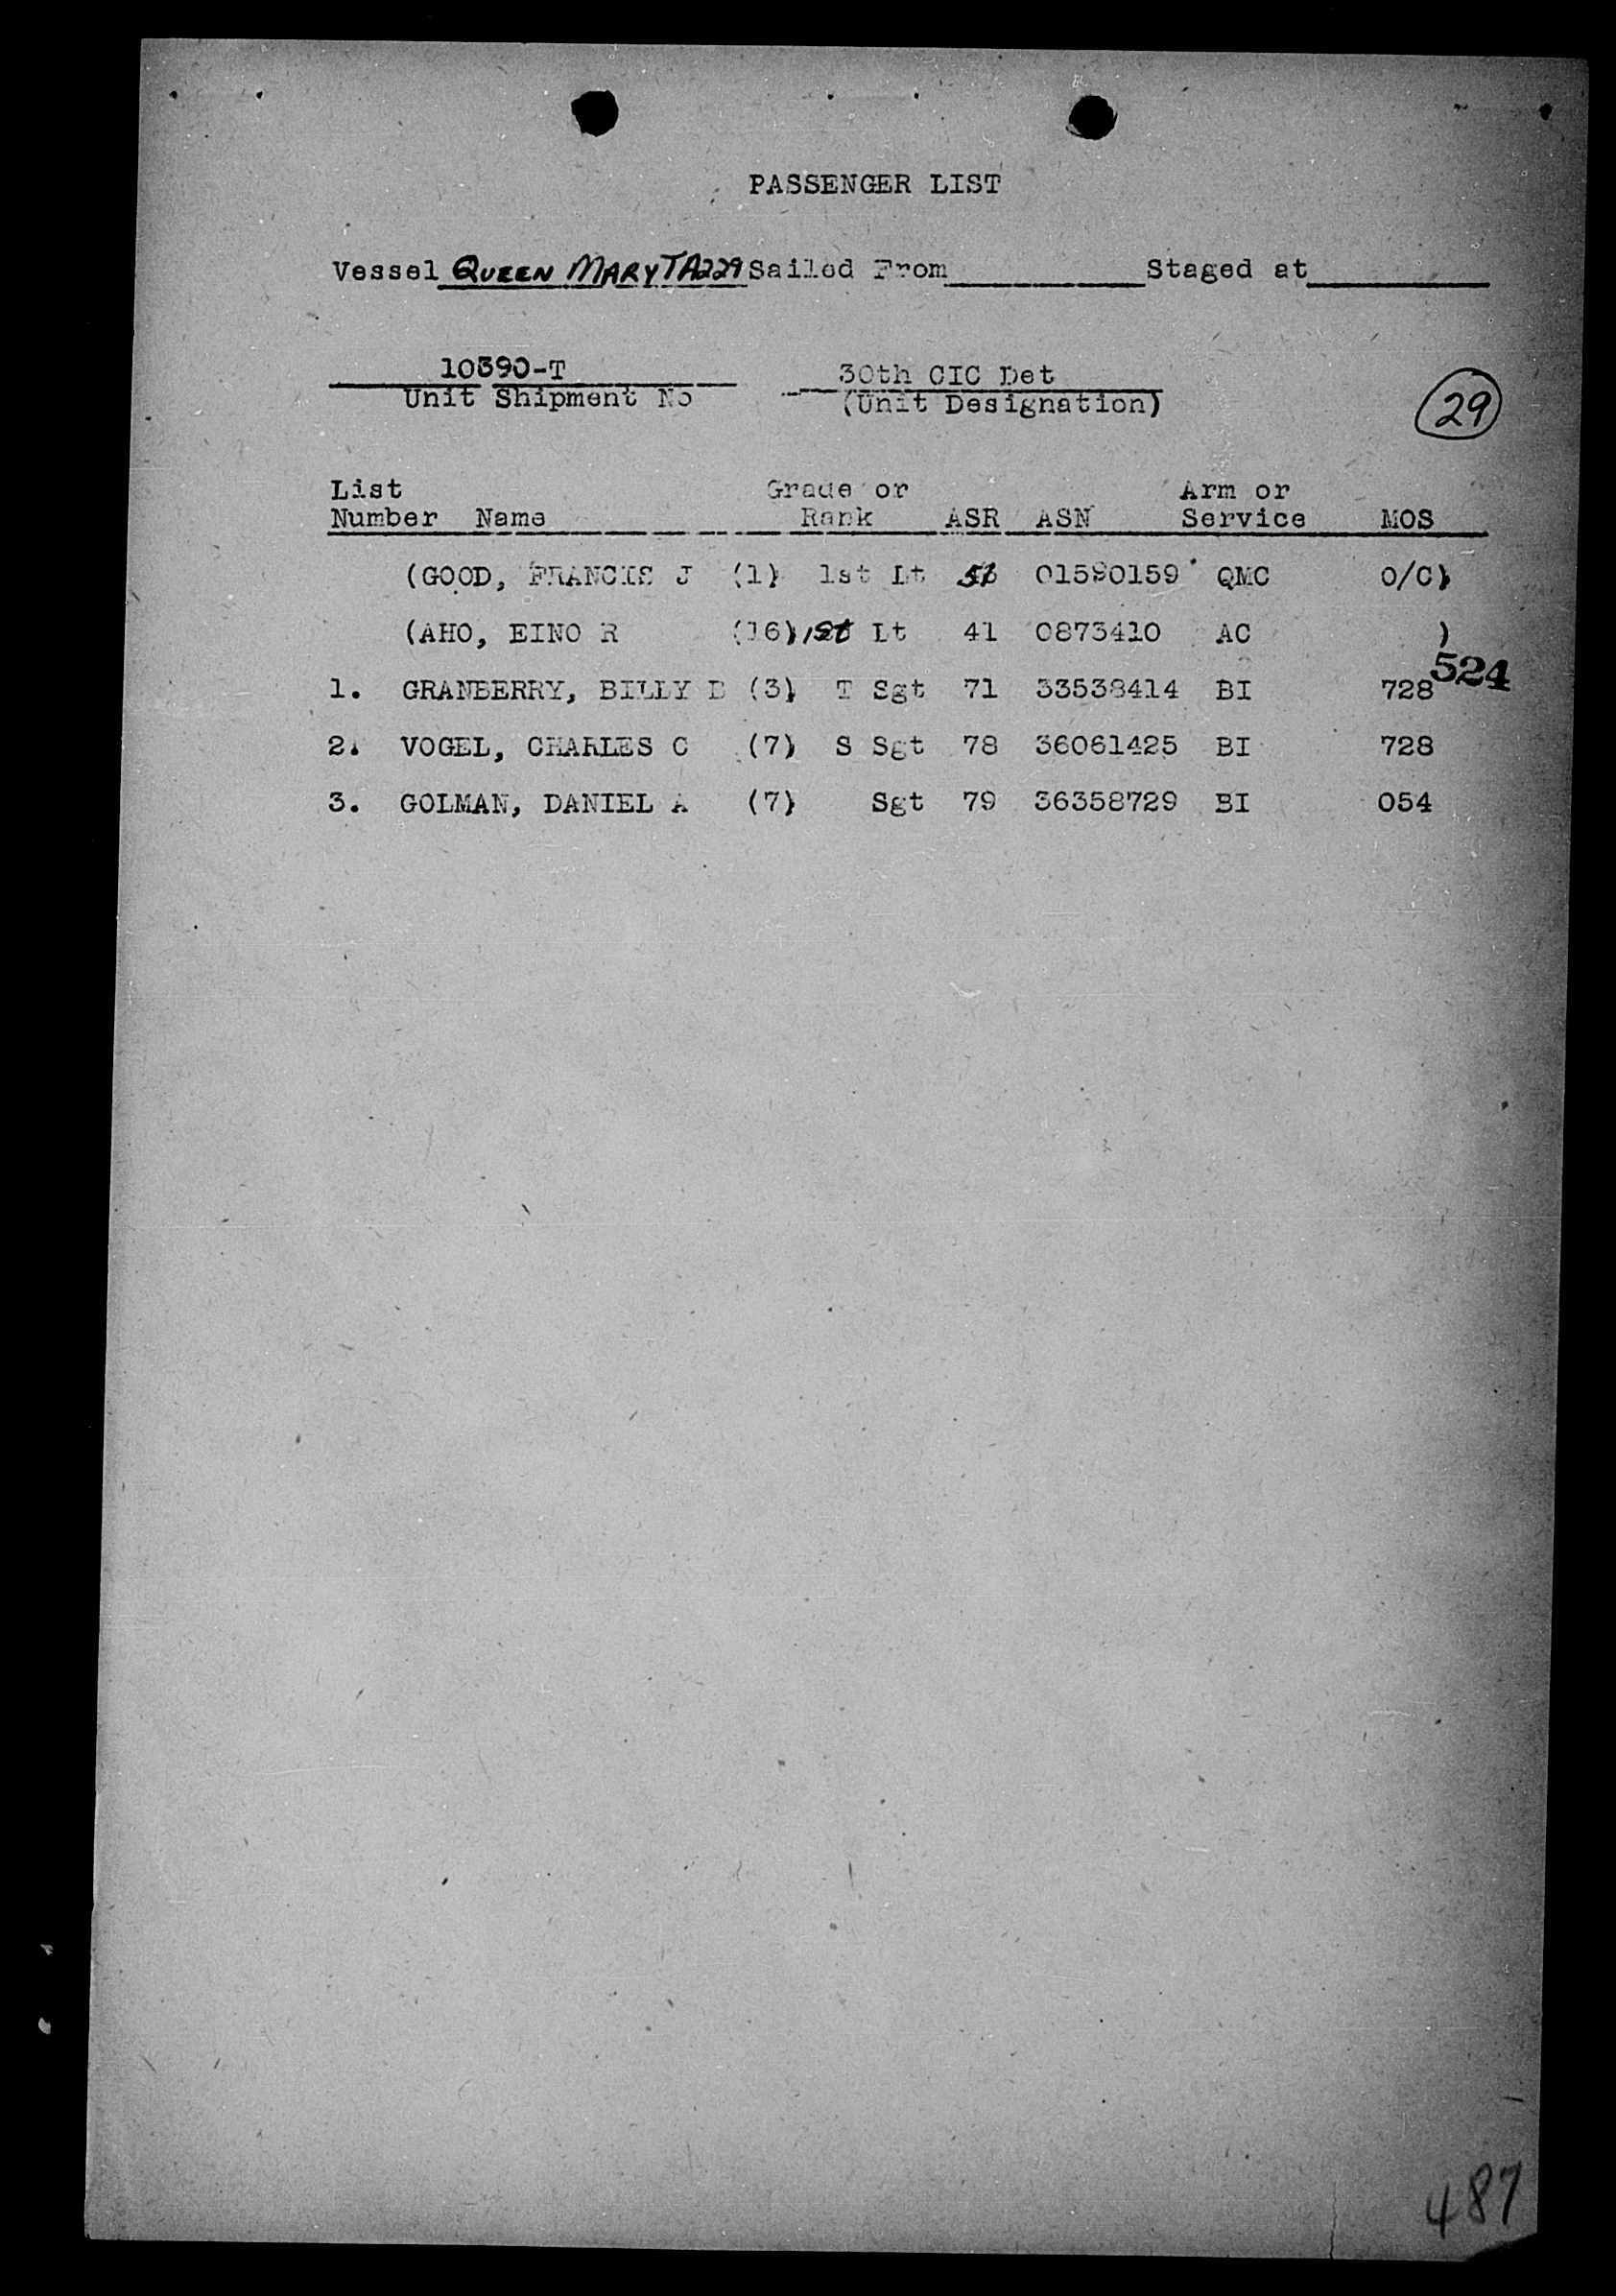 PASSENGER LIST
Vessel QUEEN MARY TA229 Sailed From Staged at
10390-T 30th CIC Det
Unit Shipment No (Unit Designation)
29
List Grade or Arm or
Number Name Rank ASR ASN Service MOS
(GOOD, FRANCIS J (1) 1st Lt 01590159 QMC O/C)
(AHO, EINO R (16) 1st Lt 41 0873410 AC )
524
1. GRANBERRY, BILLY (3) T Sgt 71 33538414 BI 728
2. VOGEL, CHARLES C (7) S Sgt 78 36061425 BI 728
3. GOLMAN, DANIEL A (7) Sgt 79 36358729 BI 054
487